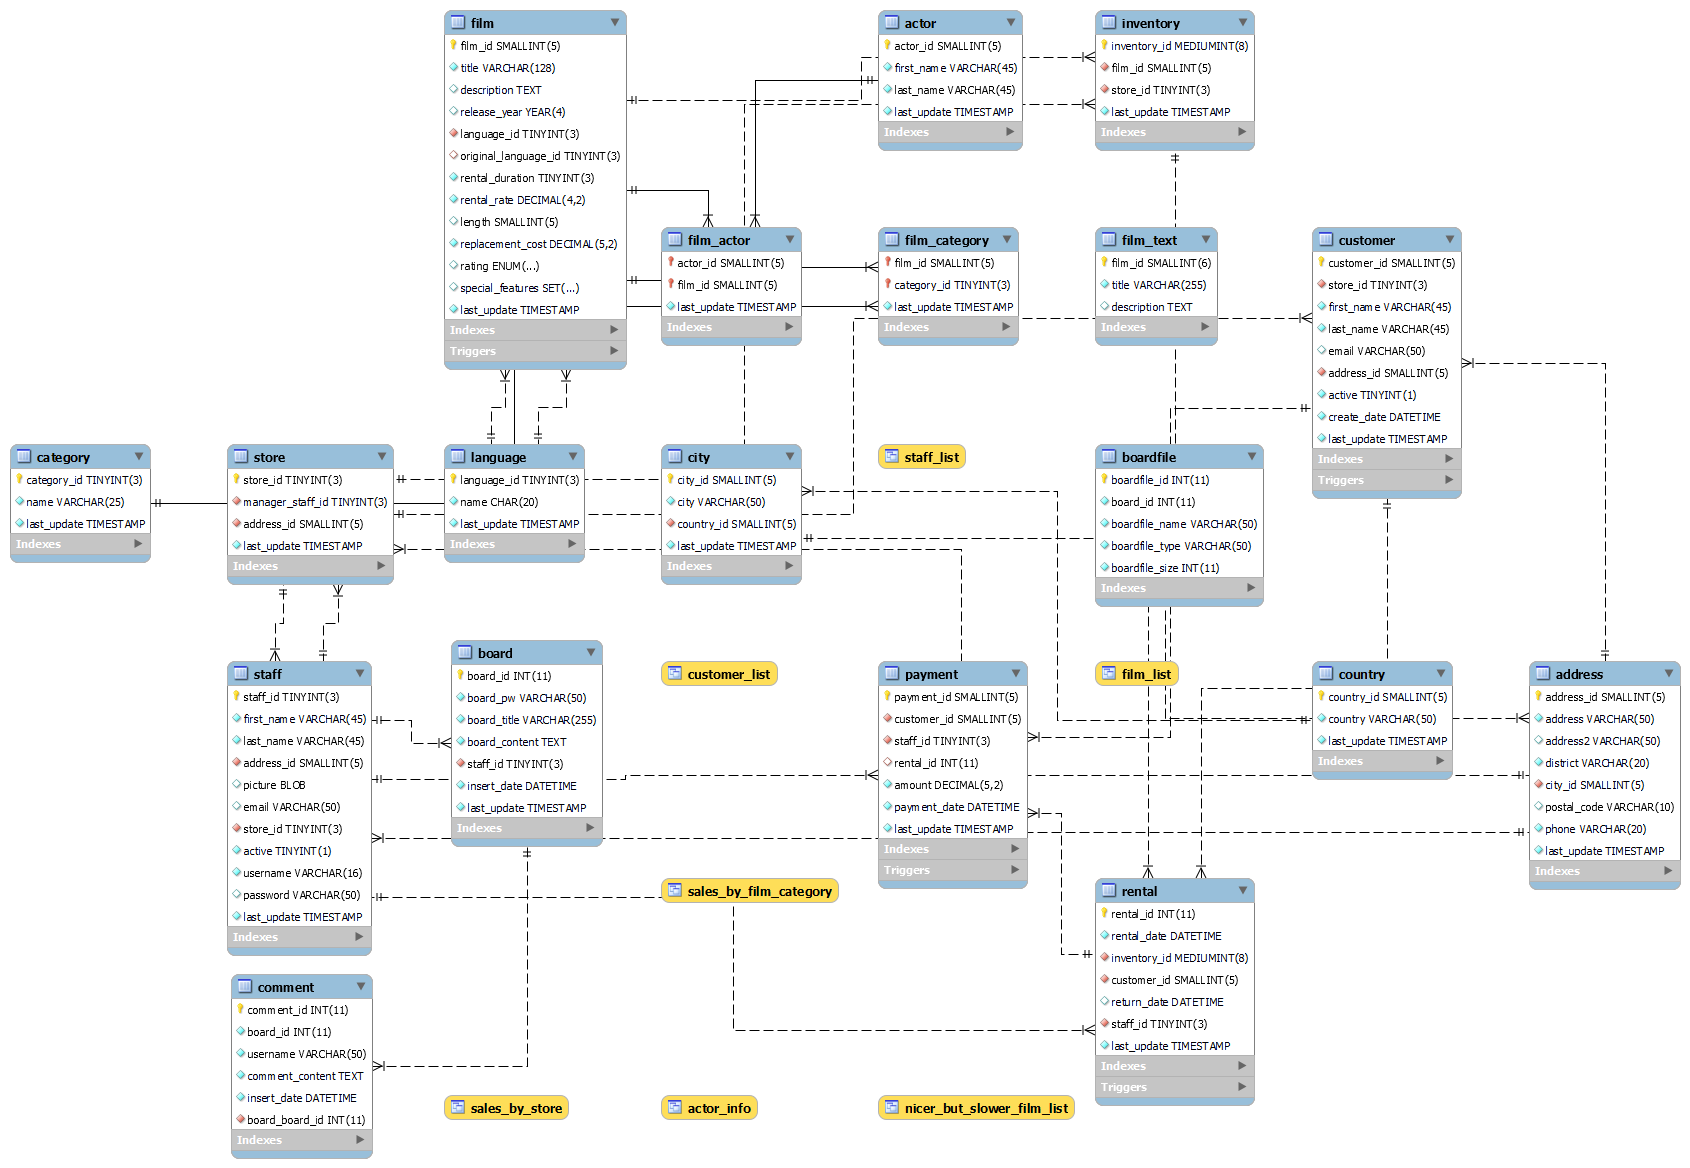 film
film_id SMALLINT(5)
title VARCHAR(128)
description TEXT
release_year YEAR(4)
language_id TINYINT(3)
original_language_id TINYINT(3)
rental_duration TINYINT(3)
rental_rate DECIMAL(4,2)
length SMALLINT(5)
replacement_cost DECIMAL(5,2)
rating ENUM(...)
special_features SET(...)
last_update TIMESTAMP
Indexes
Triggers
actor
actor_id SMALLINT(5)
first_name VARCHAR(45)
last_name VARCHAR(45)
last_update TIMESTAMP
Indexes
inventory
inventory_id MEDIUMINT(8)
film_id SMALLINT(5)
store_id TINYINT(3)
last_update TIMESTAMP
Indexes
film_actor
actor_id SMALLINT(5)
film_id SMALLINT(5)
last_update TIMESTAMP
Indexes
film_category
film_id SMALLINT(5)
category_id TINYINT(3)
last_update TIMESTAMP
Indexes
film_text
film_id SMALLINT(6)
title VARCHAR(255)
description TEXT
Indexes
customer
customer_id SMALLINT(5)
store_id TINYINT(3)
first_name VARCHAR(45)
last_name VARCHAR(45)
email VARCHAR(50)
address_id SMALLINT(5)
active TINYINT(1)
create_date DATETIME
last_update TIMESTAMP
Indexes
Triggers
category
category_id TINYINT(3)
name VARCHAR(25)
last_update TIMESTAMP
Indexes
store
store_id TINYINT(3)
manager_staff_id TINYINT(3)
address_id SMALLINT(5)
last_update TIMESTAMP
Indexes
language
language_id TINYINT(3)
name CHAR(20)
last_update TIMESTAMP
Indexes
city
city_id SMALLINT(5)
city VARCHAR(50)
country_id SMALLINT(5)
last_update TIMESTAMP
Indexes
staff_list
boardfile
boardfile_id INT(11)
board_id INT(11)
boardfile_name VARCHAR(50)
boardfile_type VARCHAR(50)
boardfile_size INT(11)
Indexes
staff
staff_id TINYINT(3)
first_name VARCHAR(45)
last_name VARCHAR(45)
address_id SMALLINT(5)
picture BLOB
email VARCHAR(50)
store_id TINYINT(3)
active TINYINT(1)
username VARCHAR(16)
password VARCHAR(50)
last_update TIMESTAMP
Indexes
board
board_id INT(11)
board_pw VARCHAR(50)
board_title VARCHAR(255)
board_content TEXT
staff_id TINYINT(3)
insert_date DATETIME
last_update TIMESTAMP
Indexes
customer_list
payment
payment_id SMALLINT(5)
customer_id SMALLINT(5)
staff_id TINYINT(3)
rental_id INT(11)
amount DECIMAL(5,2)
payment_date DATETIME
last_update TIMESTAMP
Indexes
Triggers
film_list
country
country_id SMALLINT(5)
country VARCHAR(50)
last_update TIMESTAMP
Indexes
address
address_id SMALLINT(5)
address VARCHAR(50)
address2 VARCHAR(50)
district VARCHAR(20)
city_id SMALLINT(5)
postal_code VARCHAR(10)
phone VARCHAR(20)
last_update TIMESTAMP
Indexes
sales_by_film_category
rental
rental_id INT(11)
rental_date DATETIME
inventory_id MEDIUMINT(8)
customer_id SMALLINT(5)
return_date DATETIME
staff_id TINYINT(3)
last_update TIMESTAMP
Indexes
Triggers
comment
comment_id INT(11)
board_id INT(11)
username VARCHAR(50)
comment_content TEXT
insert_date DATETIME
board_board_id INT(11)
Indexes
sales_by_store
actor_info
nicer_but_slower_film_list